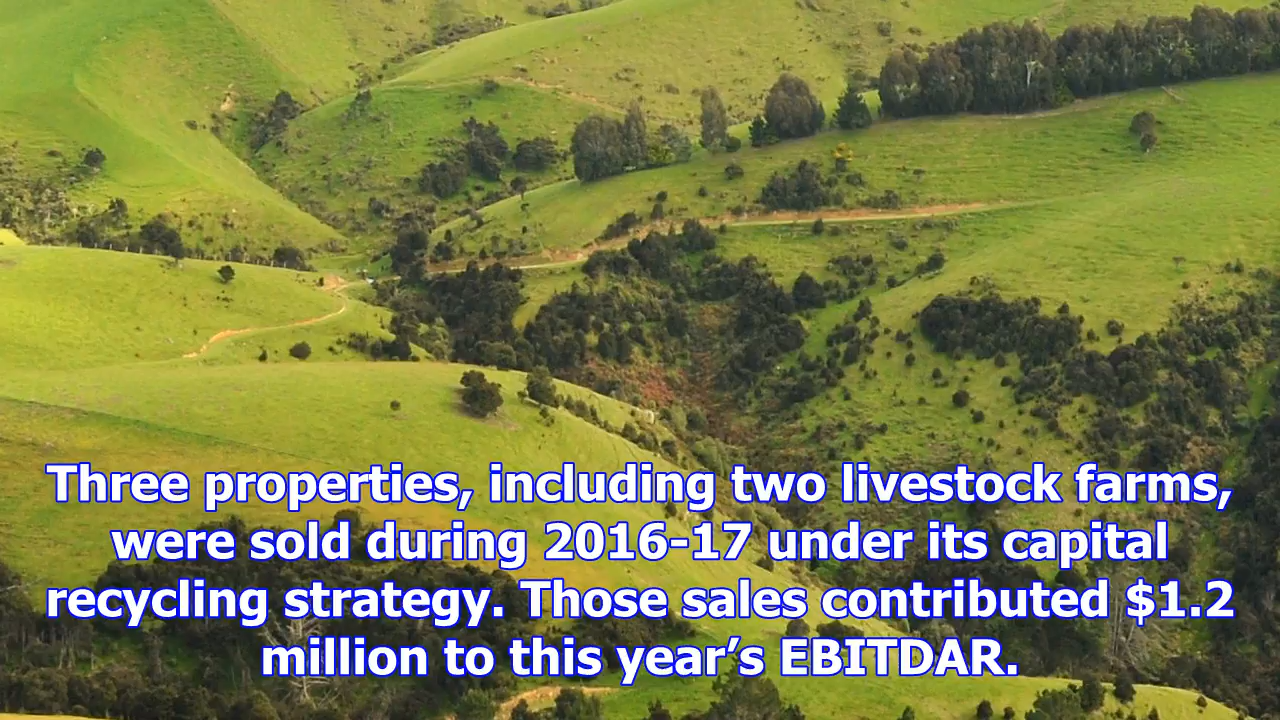 Three properties, including two livestock farms,
were sold during 2016-17 under its capital
recycling strategy. Those sales contributed $1.2
million to this year’s EBITDAR.